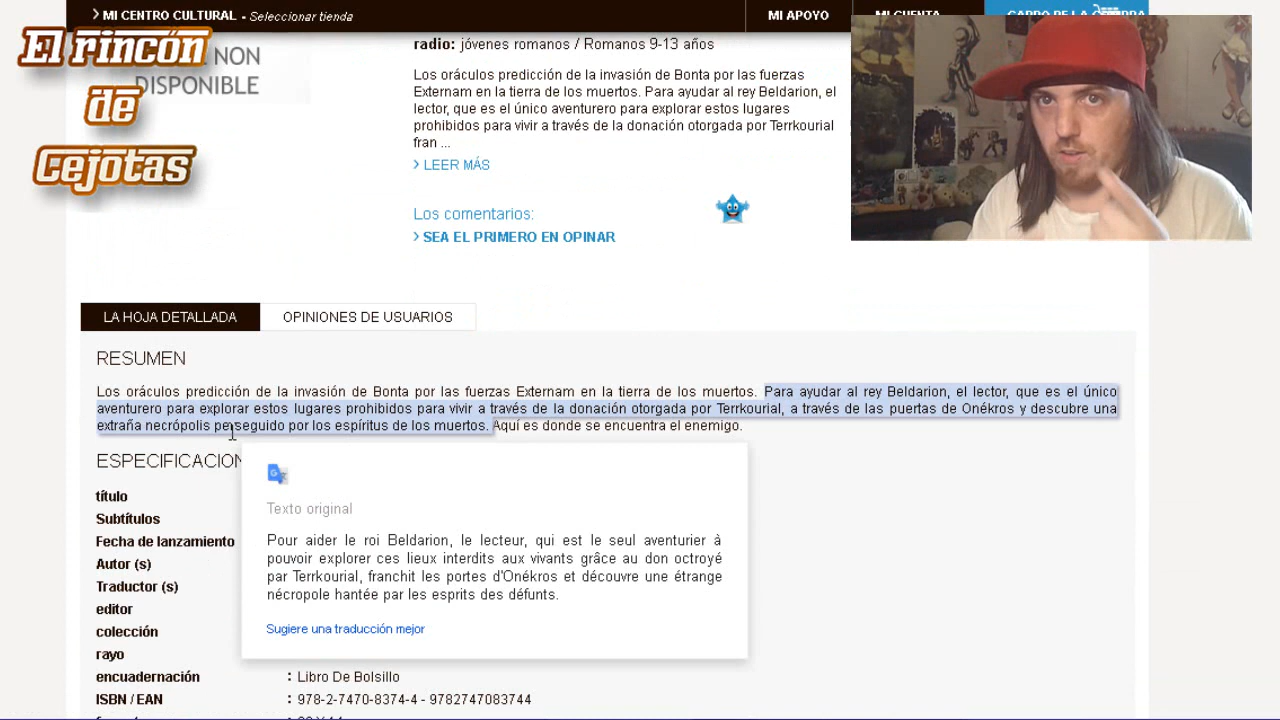 MI CENTRO CULTURAL - Seleccionar tienda
MI APOYO
MI CUENTA
CARRO DE LA COMPRA
El rincón
de
cejotas
NON
DISPONIBLE
radio: jóvenes romanos / Romanos 9-13 años
Los oráculos predicción de la invasión de Bonta por las fuerzas
Externam en la tierra de los muertos. Para ayudar al rey Beldarion, el
lector, que es el único aventurero para explorar estos lugares
prohibidos para vivir a través de la donación otorgada por Terrkourial
fran ...
> LEER MÁS
Los comentarios:
> SEA EL PRIMERO EN OPINAR
LA HOJA DETALLADA
OPINIONES DE USUARIOS
RESUMEN
Los oráculos predicción de la invasión de Bonta por las fuerzas Externam en la tierra de los muertos. Para ayudar al rey Beldarion, el lector, que es el único
aventurero para explorar estos lugares prohibidos para vivir a través de la donación otorgada por Terrkourial, a través de las puertas de Onékros y descubre una
extraña necrópolis perseguido por los espíritus de los muertos. Aquí es donde se encuentra el enemigo.
ESPECIFICACION
título
Subtítulos
Fecha de lanzamiento
Autor (s)
Traductor (s)
editor
colección
rayo
encuadernación : Libro De Bolsillo
ISBN / EAN : 978-2-7470-8374-4 - 9782747083744
Texto original
Pour aider le roi Beldarion, le lecteur, qui est le seul aventurier à
pouvoir explorer ces lieux interdits aux vivants grâce au don octroyé
par Terrkourial, franchit les portes d'Onékros et découvre une étrange
nécropole hantée par les esprits des défunts.
Sugiere una traducción mejor